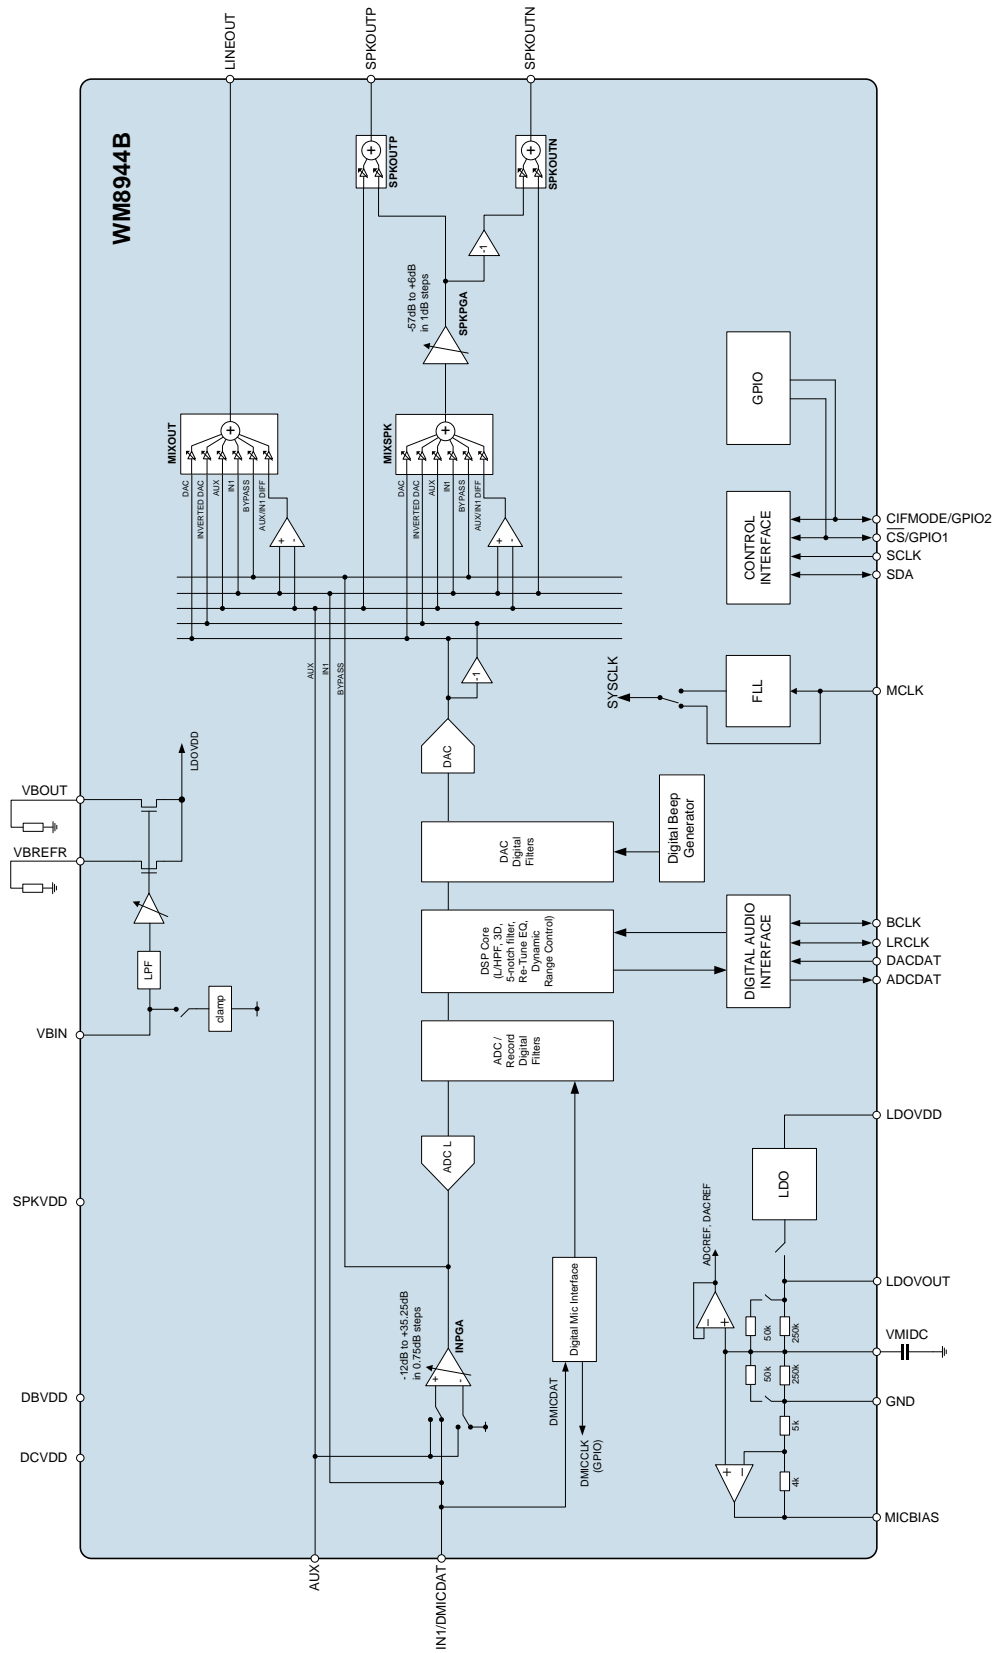 LINEOUT
SPKOUTP
SPKOUTN
WM8944B
SPKOUTP
SPKOUTN
-1
-57dB to +6dB
in 1dB steps
SPKPGA
MIXOUT
DAC
INVERTED DAC
AUX
IN1
BYPASS
AUX/IN1 DIFF
+
-
MIXSPK
DAC
INVERTED DAC
AUX
IN1
BYPASS
AUX/IN1 DIFF
+
-
GPIO
CONTROL
INTERFACE
CIFMODE/GPIO2
CS/GPIO1
SCLK
SDA
AUX
IN1
BYPASS
-1
SYSCLK
FLL
MCLK
VBOUT
VBREFR
LDOVDD
LPF
clamp
VBIN
DAC
DAC
Digital
Filters
Digital Beep
Generator
DSP Core
(L/HPF, 3D,
5-notch filter,
Re-Tune EQ,
Dynamic
Range Control)
DIGITAL AUDIO
INTERFACE
BCLK
LRCLK
DACDAT
ADCDAT
ADC /
Record
Digital
Filters
ADC L
SPKVDD
DBVDD
DCVDD
-12dB to +35.25dB
in 0.75dB steps
INPGA
+
-
Digital Mic Interface
DMICDAT
DMICCLK
(GPIO)
LDOVDD
LDO
ADCREF, DACREF
LDOVOUT
50k
250k
VMIDC
50k
250k
GND
5k
4k
MICBIAS
AUX
IN1/DMICDAT